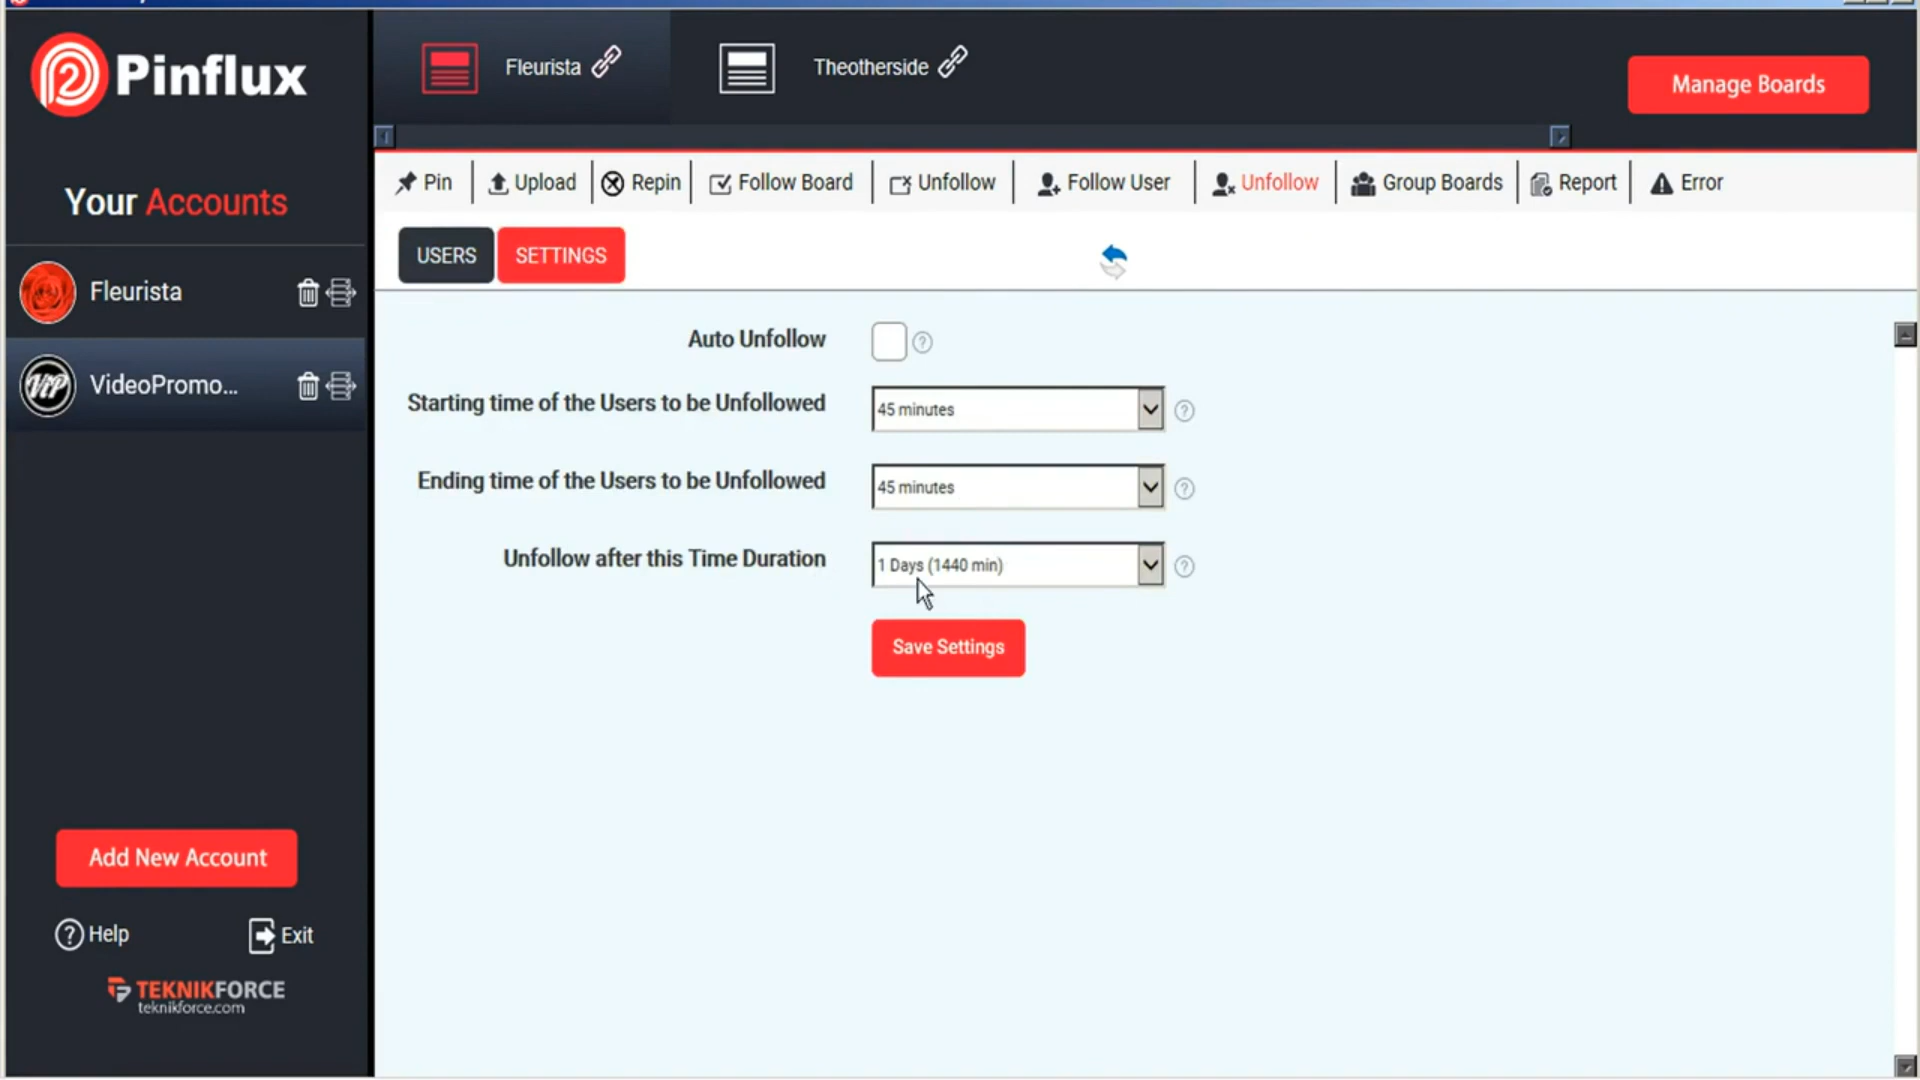 Pinflux
Fleurista
Theotherside
Manage Boards
Your Accounts
Pin
Upload
Repin
Follow Board
Unfollow
Follow User
Unfollow
Group Boards
Report
Error
USERS
SETTINGS
Fleurista
VideoPromo...
ViP
Auto Unfollow
Starting time of the Users to be Unfollowed
45 minutes
Ending time of the Users to be Unfollowed
45 minutes
Unfollow after this Time Duration
1 Days (1440 min)
Save Settings
Add New Account
Help
Exit
TEKNIKFORCE
teknikforce.com